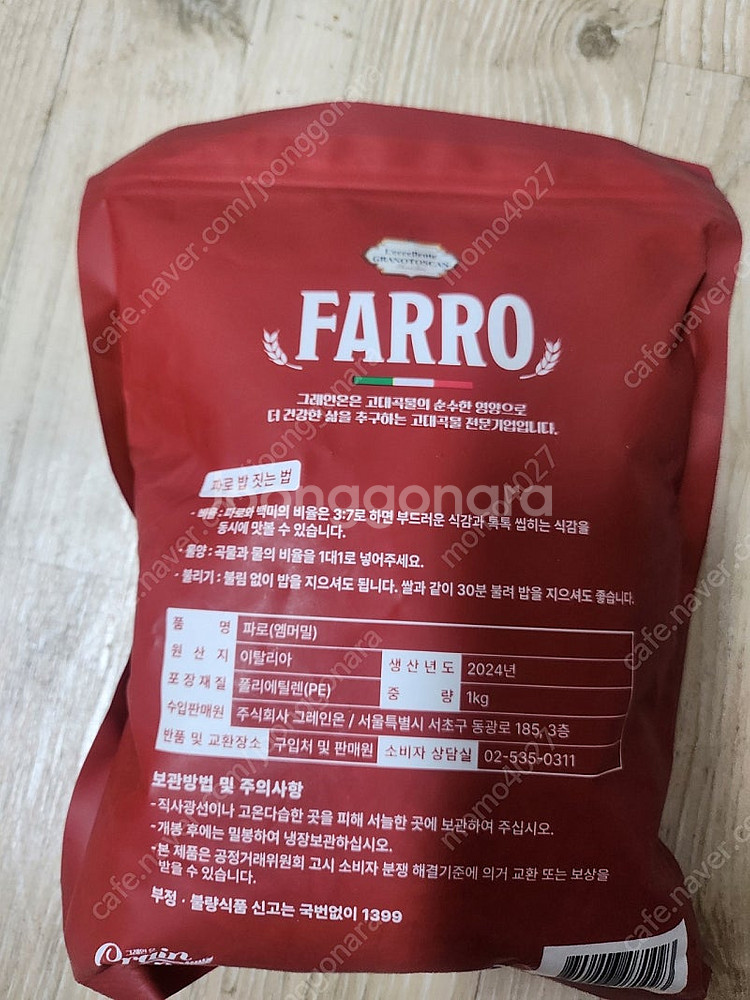 L'eccellente
GRANOTOSCANO
FARRO
그레인온은 고대곡물의 순수한 영양으로
더 건강한 삶을 추구하는 고대곡물 전문기업입니다.
파로 밥 짓는 법
- 비율 : 파로와 백미의 비율은 3:7로 하면 부드러운 식감과 톡톡 씹히는 식감을
동시에 맛볼 수 있습니다.
- 물양 : 곡물과 물의 비율을 1대1로 넣어주세요.
- 불리기 : 불림 없이 밥을 지으셔도 됩니다. 쌀과 같이 30분 불려 밥을 지으셔도 좋습니다.
품 명 파로(엠머밀)
원 산 지 이탈리아 생 산 년 도 2024년
포 장 재 질 폴리에틸렌(PE) 중 량 1kg
수입판매원 주식회사 그레인온 / 서울특별시 서초구 동광로 185, 3층
반품 및 교환장소 구입처 및 판매원 소비자 상담실 02-535-0311
보관방법 및 주의사항
-직사광선이나 고온다습한 곳을 피해 서늘한 곳에 보관하여 주십시오.
-개봉 후에는 밀봉하여 냉장보관하십시오.
-본 제품은 공정거래위원회 고시 소비자 분쟁 해결기준에 의거 교환 또는 보상을
받을 수 있습니다.
부정 · 불량식품 신고는 국번없이 1399
그레인 온
Grain
joonggonara
cafe.naver.com/joonggonara
momo4027